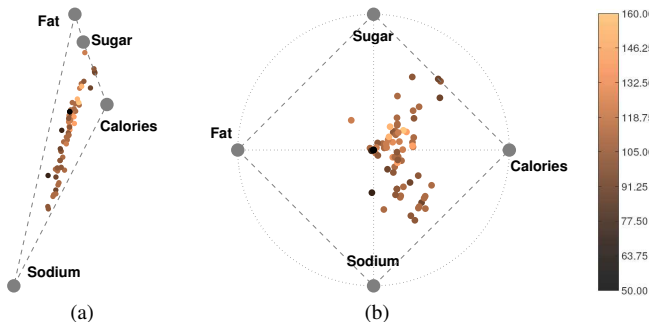 Fat
Sugar
Calories
Sodium
(a)
Sugar
Fat
Calories
Sodium
(b)
160.00
146.25
132.50
118.75
105.00
91.25
77.50
63.75
50.00